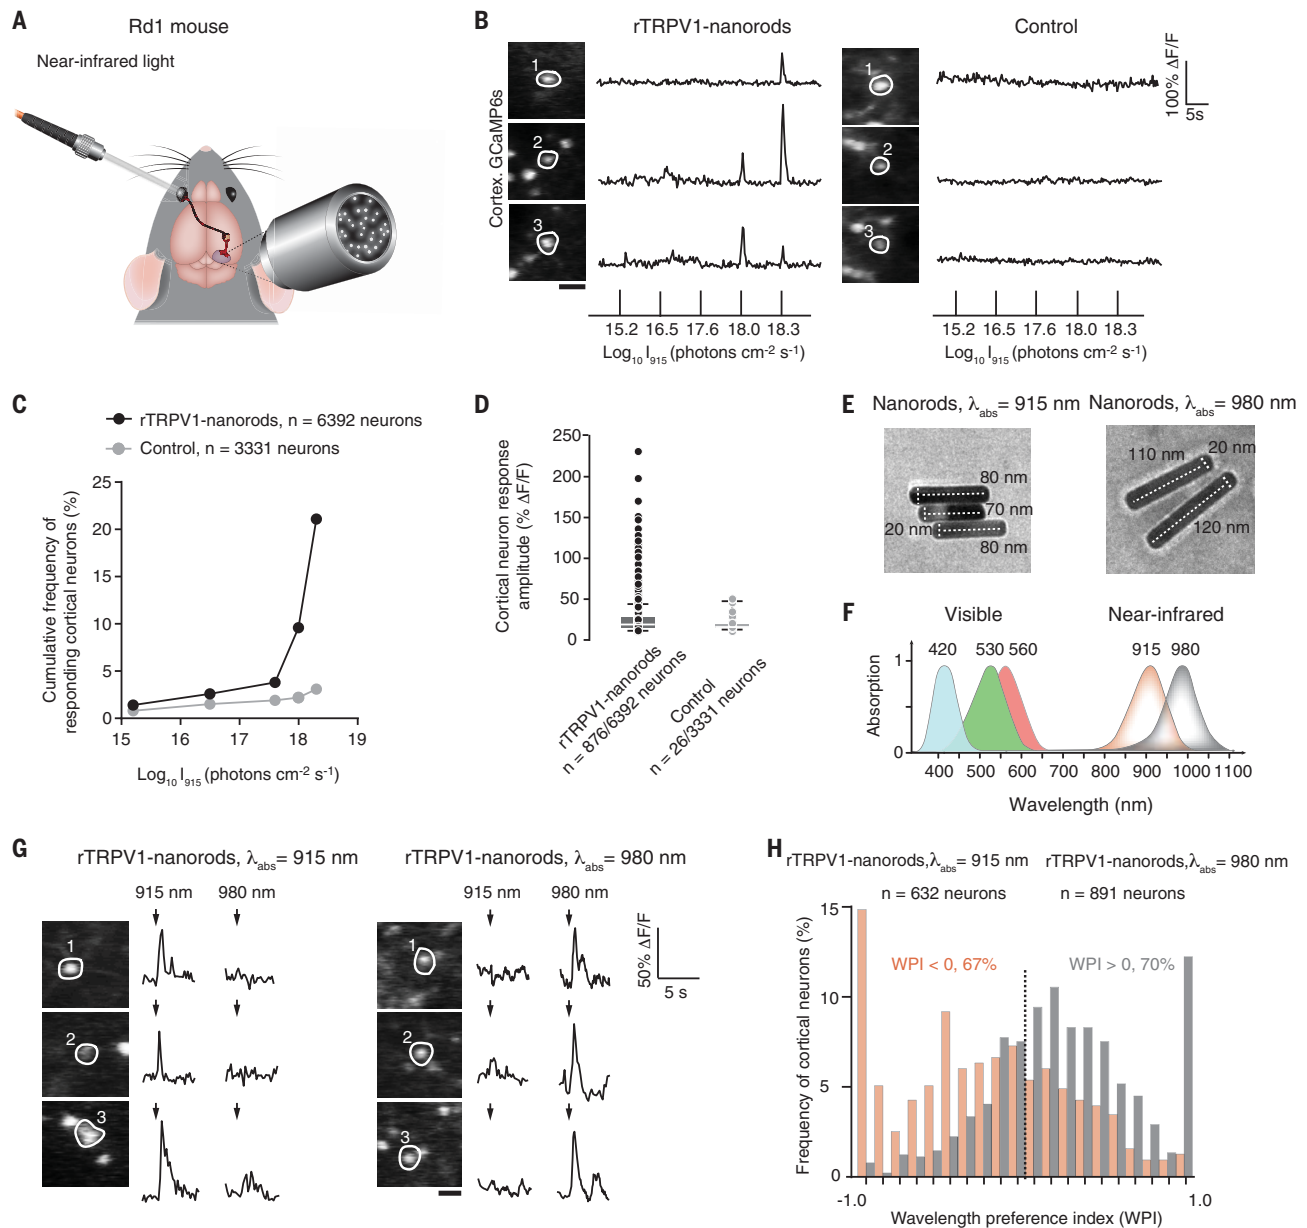 A
Rd1 mouse
Near-infrared light
B
rTRPV1-nanorods
Control
Cortex. GCaMP6s
1
2
3
1
2
3
100% ΔF/F
5s
15.2 16.5 17.6 18.0 18.3
Log10 I915 (photons cm-2 s-1)
15.2 16.5 17.6 18.0 18.3
Log10 I915 (photons cm-2 s-1)
C
rTRPV1-nanorods, n = 6392 neurons
Control, n = 3331 neurons
Cumulative frequency of
responding cortical neurons (%)
25
20
15
10
5
0
15 16 17 18 19
Log10 I915 (photons cm-2 s-1)
D
Cortical neuron response
amplitude (% ΔF/F)
250
200
150
100
50
0
rTRPV1-nanorods
n = 876/6392 neurons
Control
n = 26/3331 neurons
E
Nanorods, λabs= 915 nm
Nanorods, λabs= 980 nm
80 nm
70 nm
20 nm
80 nm
110 nm
20 nm
120 nm
F
Visible
Near-infrared
420 530 560 915 980
Absorption
1
0
400 500 600 700 800 900 1000 1100
Wavelength (nm)
G
rTRPV1-nanorods, λabs= 915 nm
rTRPV1-nanorods, λabs= 980 nm
915 nm 980 nm
915 nm 980 nm
1
2
3
1
2
3
50% ΔF/F
5 s
H
rTRPV1-nanorods,λabs= 915 nm
rTRPV1-nanorods,λabs= 980 nm
n = 632 neurons
n = 891 neurons
WPI < 0, 67%
WPI > 0, 70%
Frequency of cortical neurons (%)
15
10
5
0
-1.0
1.0
Wavelength preference index (WPI)